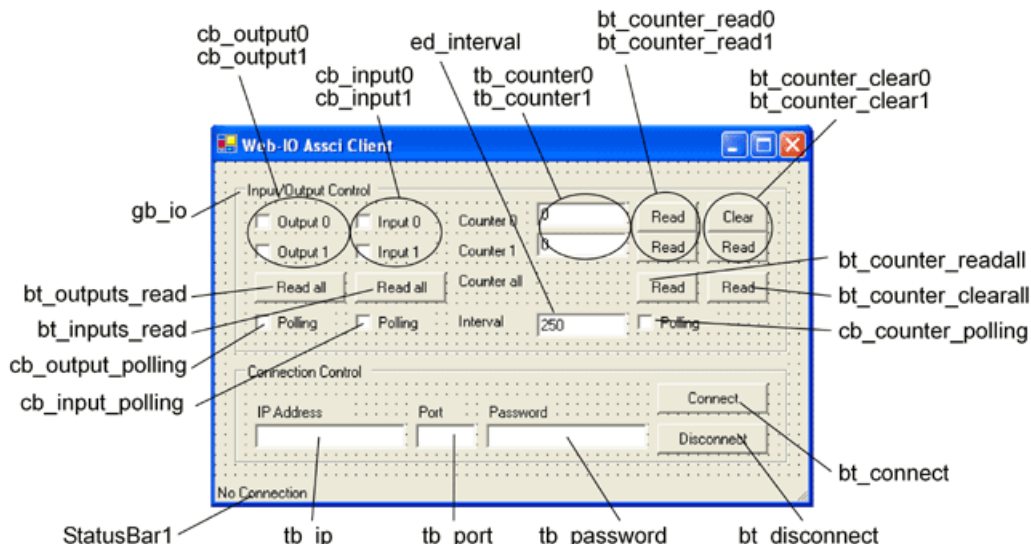 bt_counter_read0
bt_counter_read1
cb_output0
cb_output1
ed_interval
cb_input0
cb_input1
tb_counter0
tb_counter1
bt_counter_clear0
bt_counter_clear1
Web-IO Assci Client
gb_io
Input/Output Control
Output 0
Input 0
Counter 0
0
Read
Clear
Output 1
Input 1
Counter 1
0
Read
Read
bt_counter_readall
bt_outputs_read
Read all
Read all
Counter all
Read
Read
bt_counter_clearall
bt_inputs_read
Polling
Polling
Interval
250
Polling
cb_counter_polling
cb_output_polling
Connection Control
cb_input_polling
Connect
IP Address
Port
Password
Disconnect
bt_connect
No Connection
StatusBar1
tb_ip
tb_port
tb_password
bt_disconnect